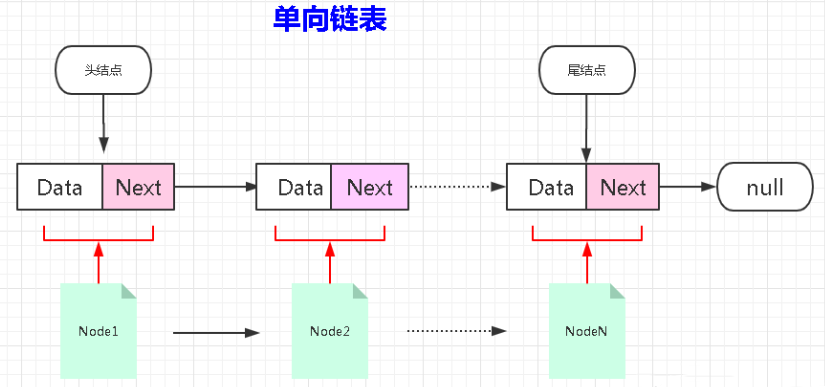 单向链表
头结点
尾结点
Data Next
Data Next
Data Next
null
Node1
Node2
NodeN